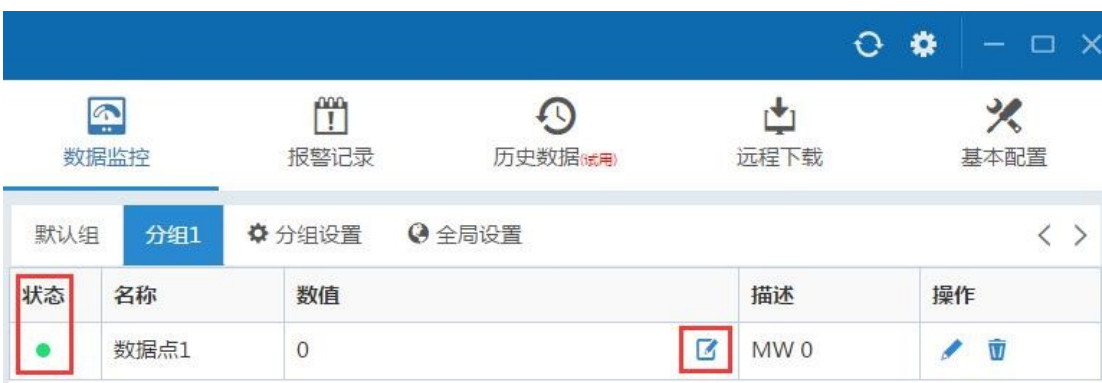 数据监控 报警记录 历史数据(试用) 远程下载 基本配置
默认组 分组1 分组设置 全局设置
状态 名称 数值 描述 操作
数据点1 0 MW 0